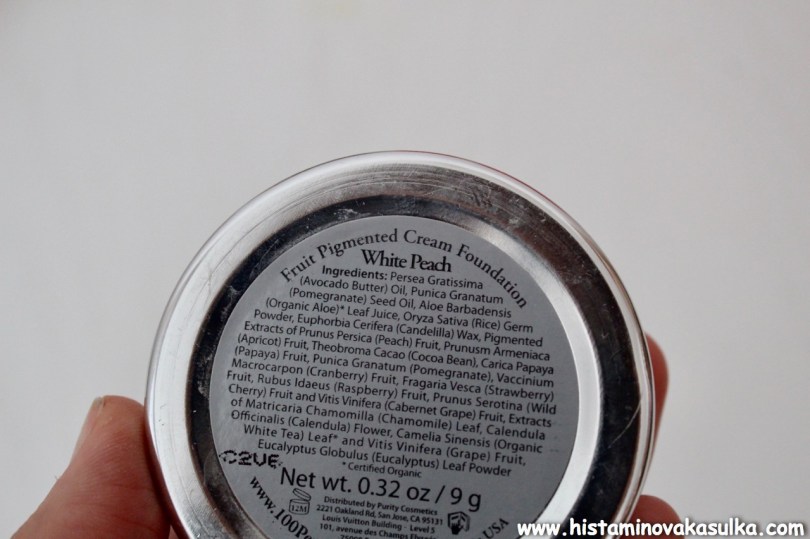 Fruit Pigmented Cream Foundation
White Peach
Ingredients: Persea Gratissima
(Avocado Butter) Oil, Punica Granatum
(Pomegranate) Seed Oil, Aloe Barbadensis
(Organic Aloe)* Leaf Juice, Oryza Sativa (Rice) Germ
Powder, Euphorbia Cerifera (Candelilla) Wax, Pigmented
Extracts of Prunus Persica (Peach) Fruit, Prunusm Armeniaca
(Apricot) Fruit, Theobroma Cacao (Cocoa Bean), Carica Papaya
(Papaya) Fruit, Punica Granatum (Pomegranate), Vaccinium
Macrocarpon (Cranberry) Fruit, Fragaria Vesca (Strawberry)
Fruit, Rubus Idaeus (Raspberry) Fruit, Prunus Serotina (Wild
Cherry) Fruit and Vitis Vinifera (Cabernet Grape) Fruit, Extracts
of Matricaria Chamomilla (Chamomile) Leaf, Calendula
Officinalis (Calendula) Flower, Camelia Sinensis (Organic
White Tea) Leaf* and Vitis Vinifera (Grape) Fruit,
Eucalyptus Globulus (Eucalyptus) Leaf Powder
*Certified Organic
C2VE
Net wt. 0.32 oz / 9 g
12M
Distributed by Purity Cosmetics
2221 Oakland Rd, San Jose, CA 95131
Louis Vuitton Building - Level 5
101, avenue des Champs
www.100Pe
USA
www.histaminovakasulka.com